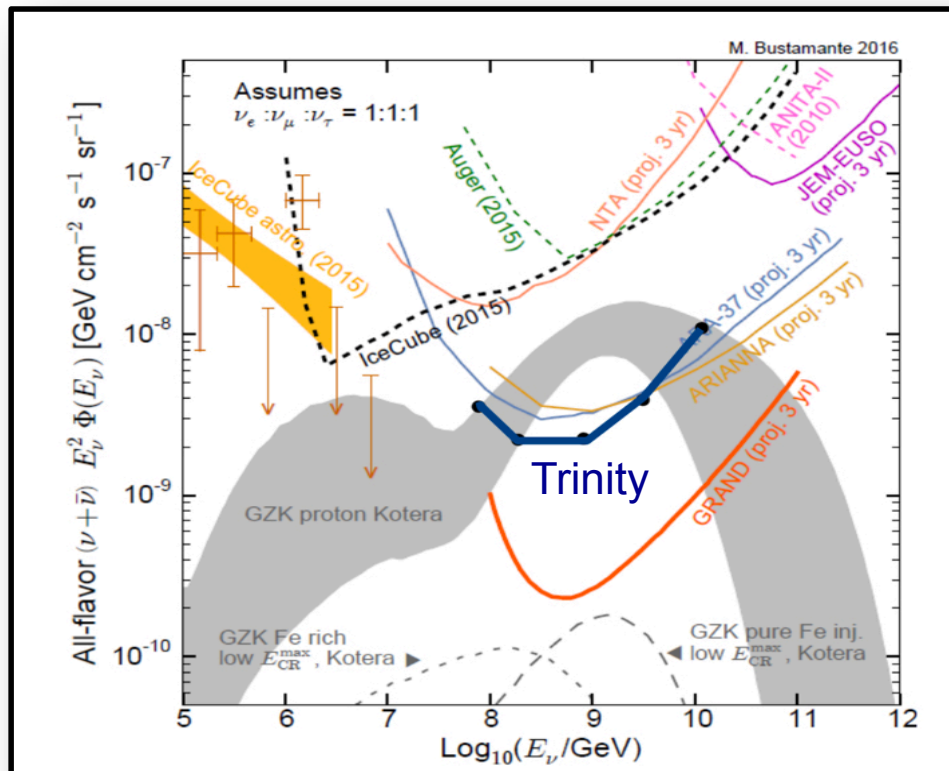 M. Bustamante 2016
Assumes
νₑ : ν_μ : ν_τ = 1:1:1
All-flavor (ν + ν̄) E_ν² Φ(E_ν) [GeV cm⁻² s⁻¹ sr⁻¹]
10⁻⁷
10⁻⁸
10⁻⁹
10⁻¹⁰
IceCube astro. (2015)
Auger (2015)
NTA (proj. 3 yr)
ANITA-II
(2010)
JEM-EUSO
(proj. 3 yr)
IceCube (2015)
ARA-37 (proj. 3 yr)
ARIANNA (proj. 3 yr)
Trinity
GRAND (proj. 3 yr)
GZK proton Kotera
GZK Fe rich
low E_CR^max, Kotera ►
GZK pure Fe inj.
◄ low E_CR^max, Kotera
5 6 7 8 9 10 11 12
Log₁₀(E_ν/GeV)